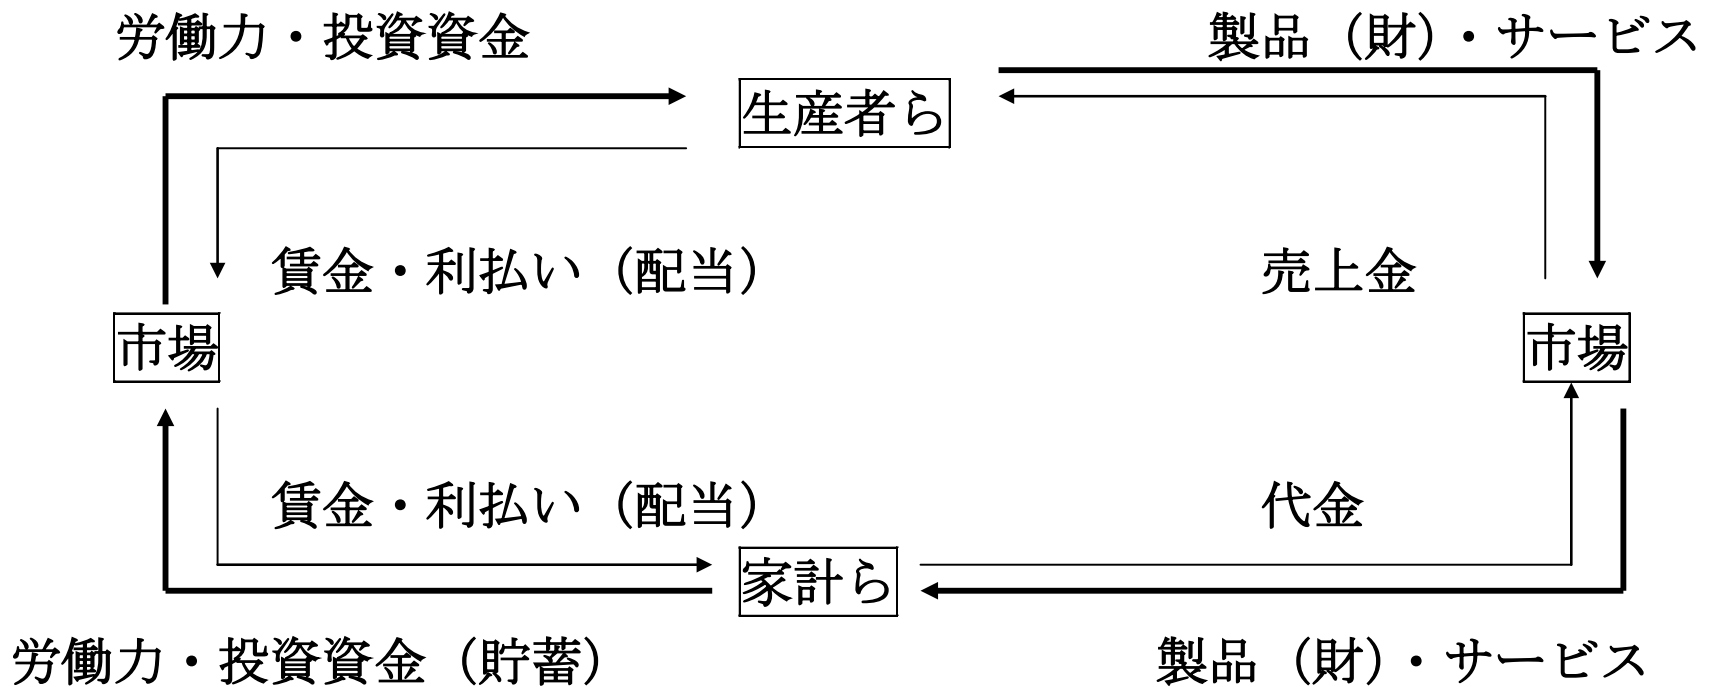 労働力・投資資金
製品（財）・サービス
生産者ら
賃金・利払い（配当）
売上金
市場
市場
賃金・利払い（配当）
代金
家計ら
労働力・投資資金（貯蓄）
製品（財）・サービス